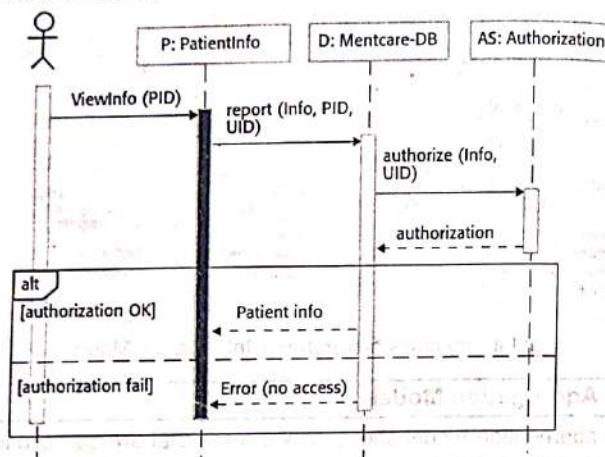 P: PatientInfo
D: Mentcare-DB
AS: Authorization
ViewInfo (PID)
report (Info, PID,
UID)
authorize (Info,
UID)
authorization
alt
[authorization OK]
Patient info
[authorization fail]
Error (no access)